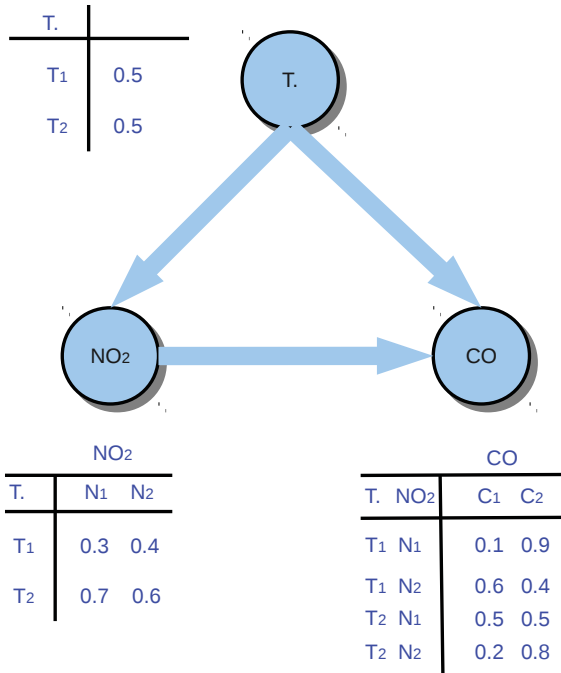 T.
T1 0.5
T2 0.5
T.
NO2
CO
NO2
T. N1 N2
T1 0.3 0.4
T2 0.7 0.6
CO
T. NO2 C1 C2
T1 N1 0.1 0.9
T1 N2 0.6 0.4
T2 N1 0.5 0.5
T2 N2 0.2 0.8